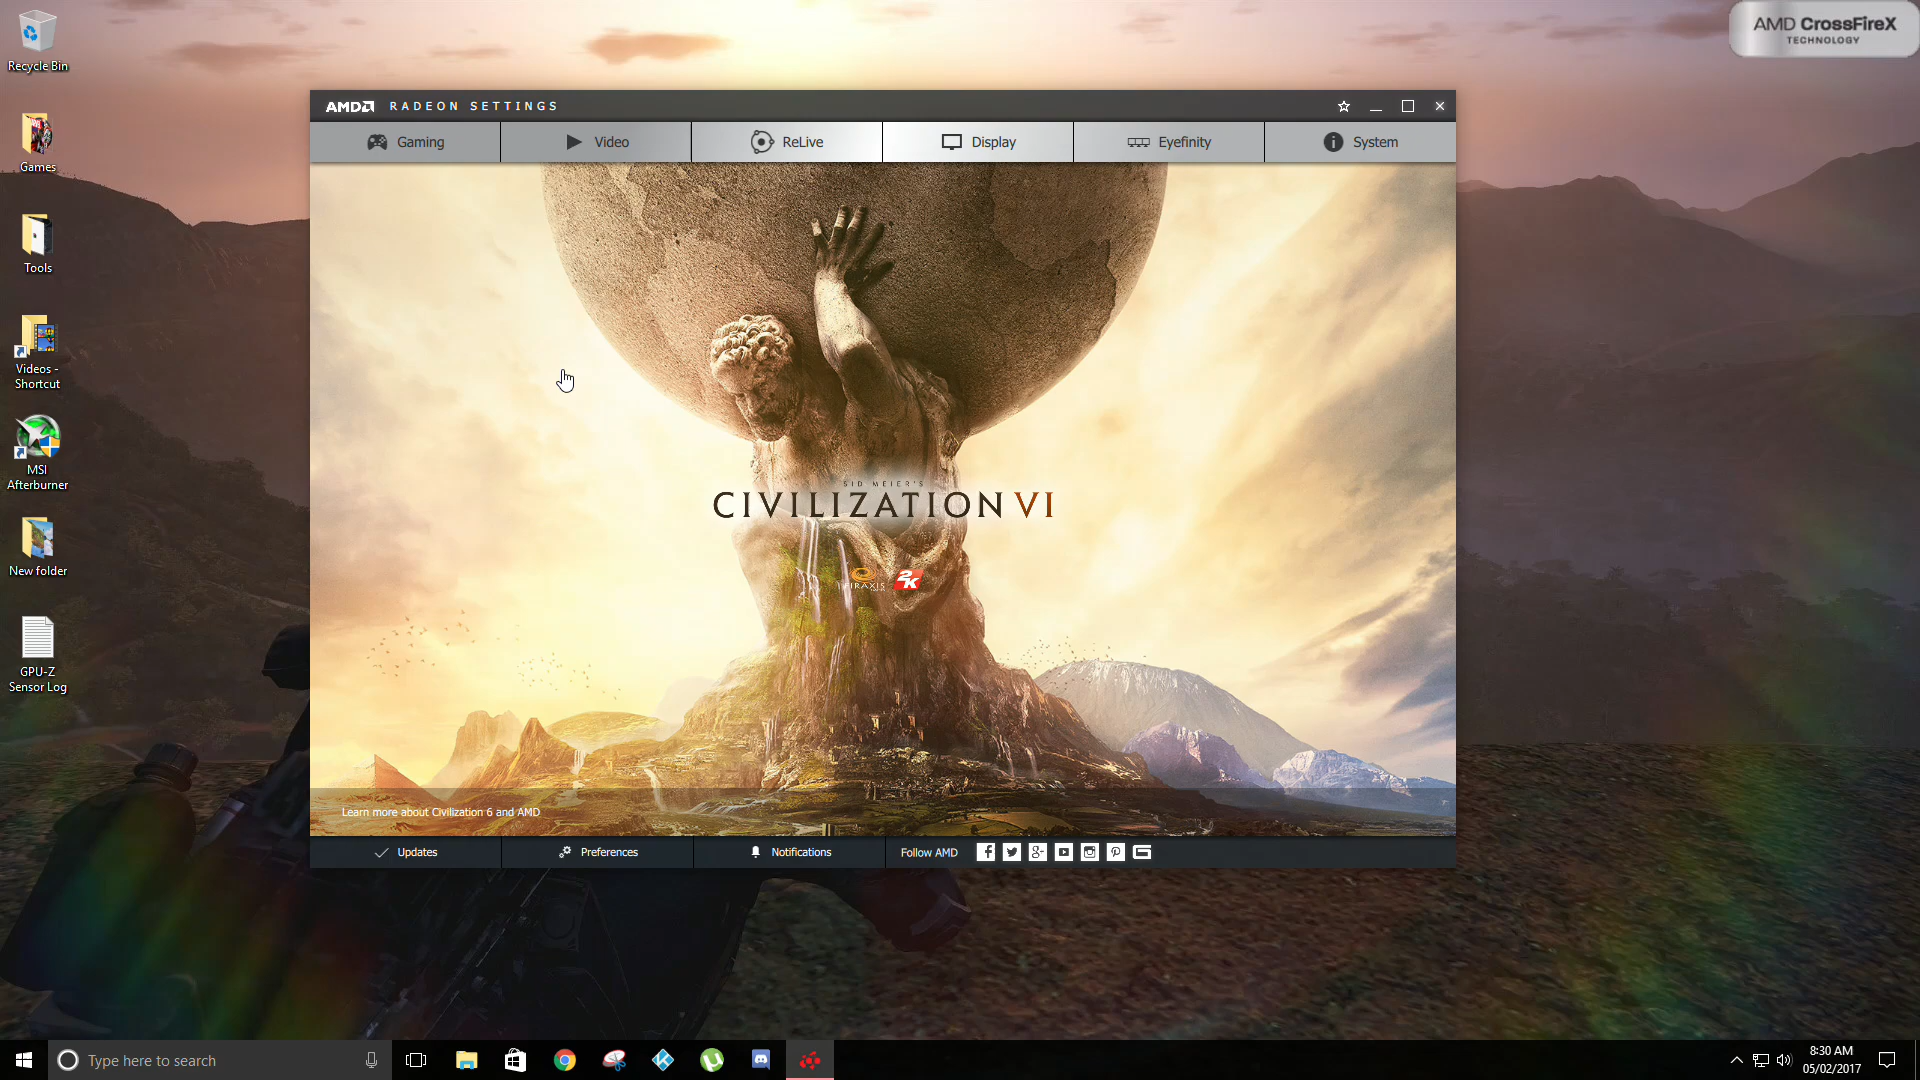 Recycle Bin
Games
Tools
Videos -
Shortcut
MSI
Afterburner
New folder
GPU-Z
Sensor Log
AMD CrossFireX
TECHNOLOGY
AMD RADEON SETTINGS
Gaming
Video
ReLive
Display
Eyefinity
System
SID MEIER'S
CIVILIZATION VI
FIRAXIS
2K
Learn more about Civilization 6 and AMD
Updates
Preferences
Notifications
Follow AMD
Type here to search
8:30 AM
05/02/2017